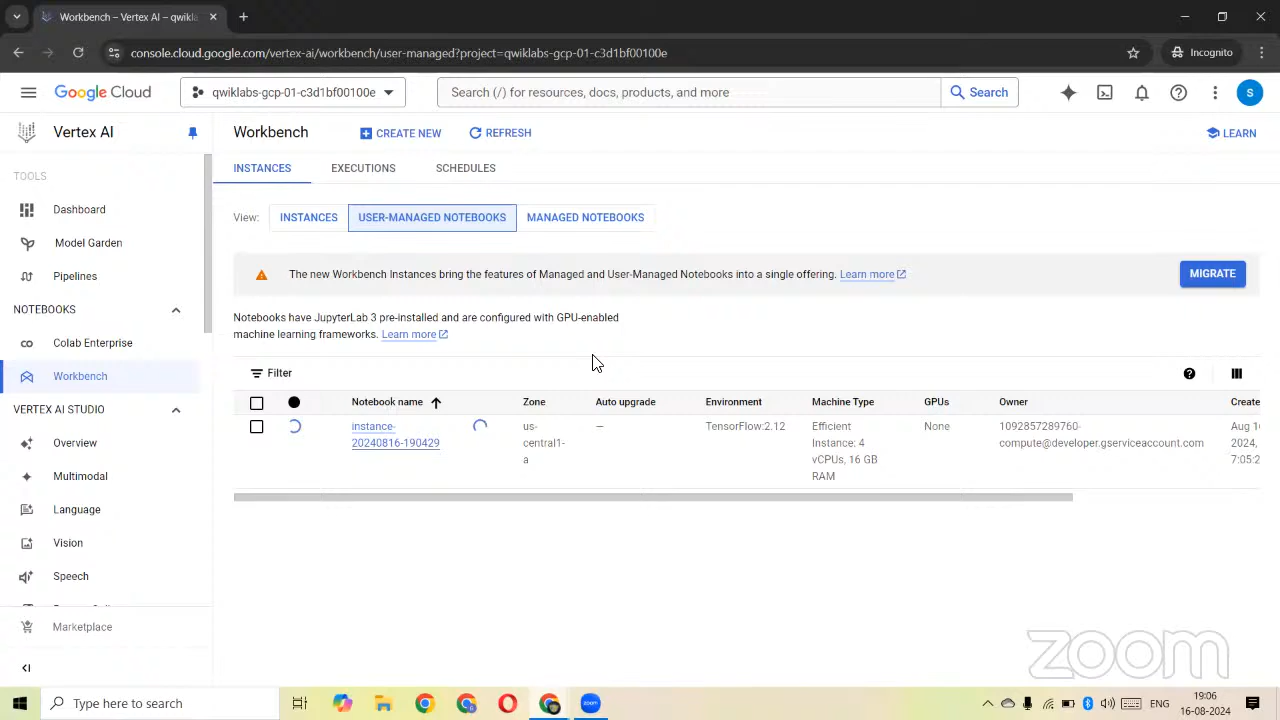 Workbench – Vertex AI – qwikla
console.cloud.google.com/vertex-ai/workbench/user-managed?project=qwiklabs-gcp-01-c3d1bf00100e
Incognito
Google Cloud
qwiklabs-gcp-01-c3d1bf00100e
Search (/) for resources, docs, products, and more
Search
S
Vertex AI
Workbench
CREATE NEW
REFRESH
LEARN
TOOLS
Dashboard
Model Garden
Pipelines
NOTEBOOKS
Colab Enterprise
Workbench
VERTEX AI STUDIO
Overview
Multimodal
Language
Vision
Speech
Marketplace
INSTANCES
EXECUTIONS
SCHEDULES
View:
INSTANCES
USER-MANAGED NOTEBOOKS
MANAGED NOTEBOOKS
The new Workbench Instances bring the features of Managed and User-Managed Notebooks into a single offering. Learn more
MIGRATE
Notebooks have JupyterLab 3 pre-installed and are configured with GPU-enabled
machine learning frameworks. Learn more
Filter
Notebook name
Zone
Auto upgrade
Environment
Machine Type
GPUs
Owner
Create
instance-
20240816-190429
us-
central1-
a
—
TensorFlow:2.12
Efficient
Instance: 4
vCPUs, 16 GB
RAM
None
1092857289760-
compute@developer.gserviceaccount.com
Aug 1
2024,
7:05:2
zoom
Type here to search
zoom
ENG
19:06
16-08-2024